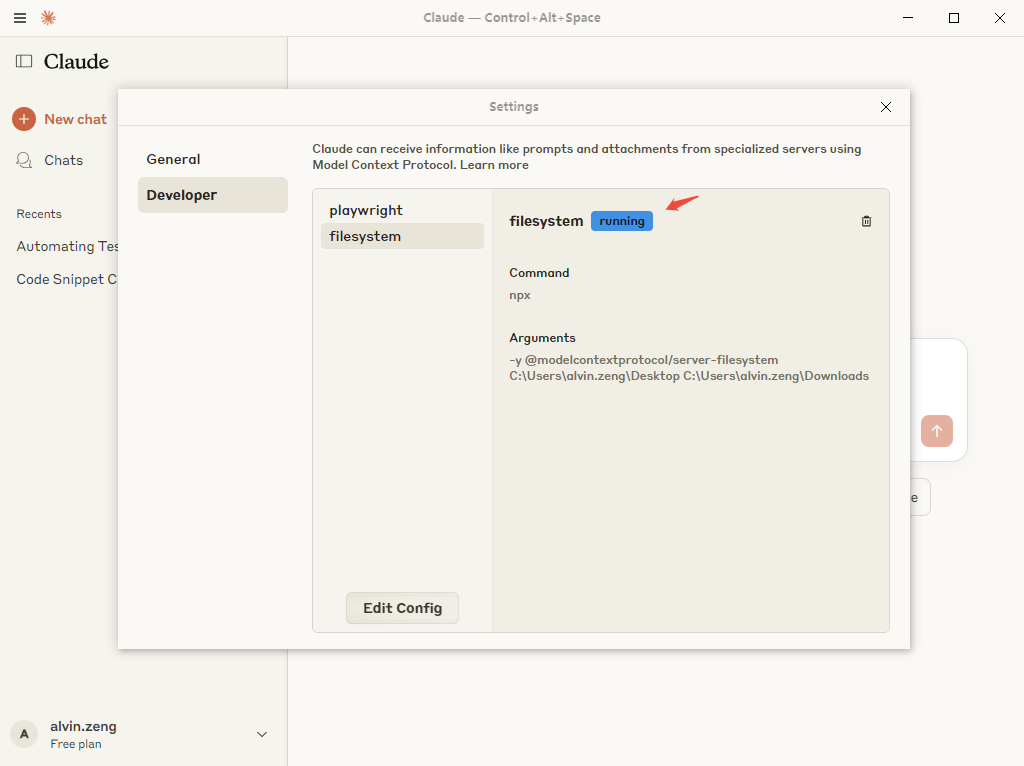 Claude — Control+Alt+Space
Claude
New chat
Chats
Recents
Automating Tes
Code Snippet C
Settings
General
Developer
Claude can receive information like prompts and attachments from specialized servers using
Model Context Protocol. Learn more
playwright
filesystem
Edit Config
filesystem running
Command
npx
Arguments
-y @modelcontextprotocol/server-filesystem
C:\Users\alvin.zeng\Desktop C:\Users\alvin.zeng\Downloads
e
A
alvin.zeng
Free plan